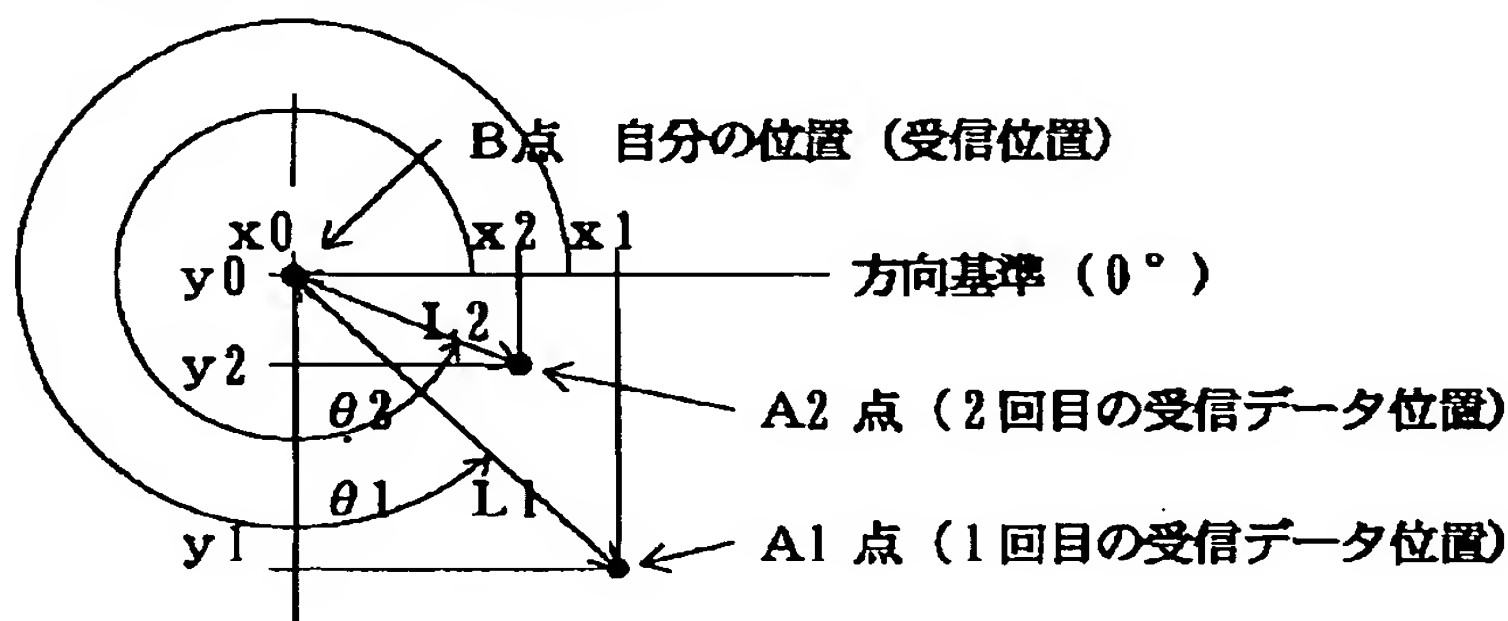 B点 自分の位置（受信位置）
x0
x2
x1
y0
方向基準（0°）
L2
y2
θ2
A2 点（2回目の受信データ位置）
θ1
L1
y1
A1 点（1回目の受信データ位置）